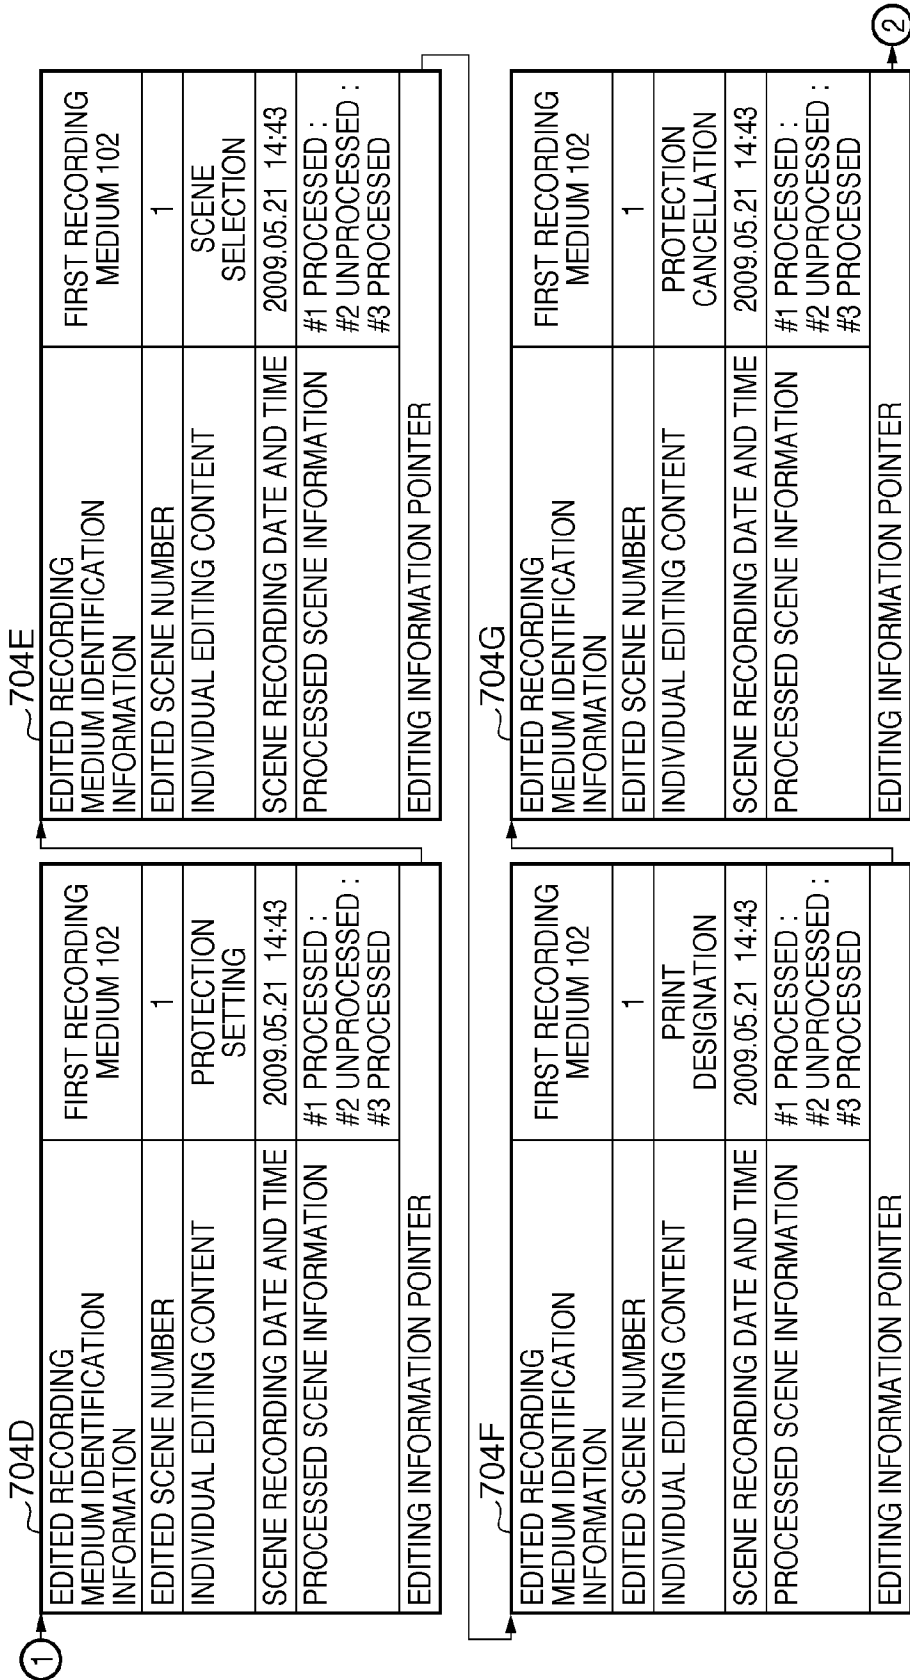 1
704D
EDITED RECORDING
MEDIUM IDENTIFICATION
INFORMATION
FIRST RECORDING
MEDIUM 102
EDITED SCENE NUMBER
1
INDIVIDUAL EDITING CONTENT
PROTECTION
SETTING
SCENE RECORDING DATE AND TIME
2009.05.21 14:43
PROCESSED SCENE INFORMATION
#1 PROCESSED :
#2 UNPROCESSED :
#3 PROCESSED
EDITING INFORMATION POINTER
704E
EDITED RECORDING
MEDIUM IDENTIFICATION
INFORMATION
FIRST RECORDING
MEDIUM 102
EDITED SCENE NUMBER
1
INDIVIDUAL EDITING CONTENT
SCENE
SELECTION
SCENE RECORDING DATE AND TIME
2009.05.21 14:43
PROCESSED SCENE INFORMATION
#1 PROCESSED :
#2 UNPROCESSED :
#3 PROCESSED
EDITING INFORMATION POINTER
704F
EDITED RECORDING
MEDIUM IDENTIFICATION
INFORMATION
FIRST RECORDING
MEDIUM 102
EDITED SCENE NUMBER
1
INDIVIDUAL EDITING CONTENT
PRINT
DESIGNATION
SCENE RECORDING DATE AND TIME
2009.05.21 14:43
PROCESSED SCENE INFORMATION
#1 PROCESSED :
#2 UNPROCESSED :
#3 PROCESSED
EDITING INFORMATION POINTER
704G
EDITED RECORDING
MEDIUM IDENTIFICATION
INFORMATION
FIRST RECORDING
MEDIUM 102
EDITED SCENE NUMBER
1
INDIVIDUAL EDITING CONTENT
PROTECTION
CANCELLATION
SCENE RECORDING DATE AND TIME
2009.05.21 14:43
PROCESSED SCENE INFORMATION
#1 PROCESSED :
#2 UNPROCESSED :
#3 PROCESSED
EDITING INFORMATION POINTER
2